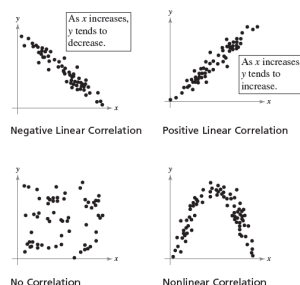 y
As x increases,
y tends to
decrease.
x
Negative Linear Correlation
y
As x increases,
y tends to
increase.
x
Positive Linear Correlation
y
x
No Correlation
y
x
Nonlinear Correlation